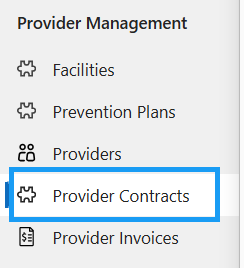 Provider Management
Facilities
Prevention Plans
Providers
Provider Contracts
Provider Invoices